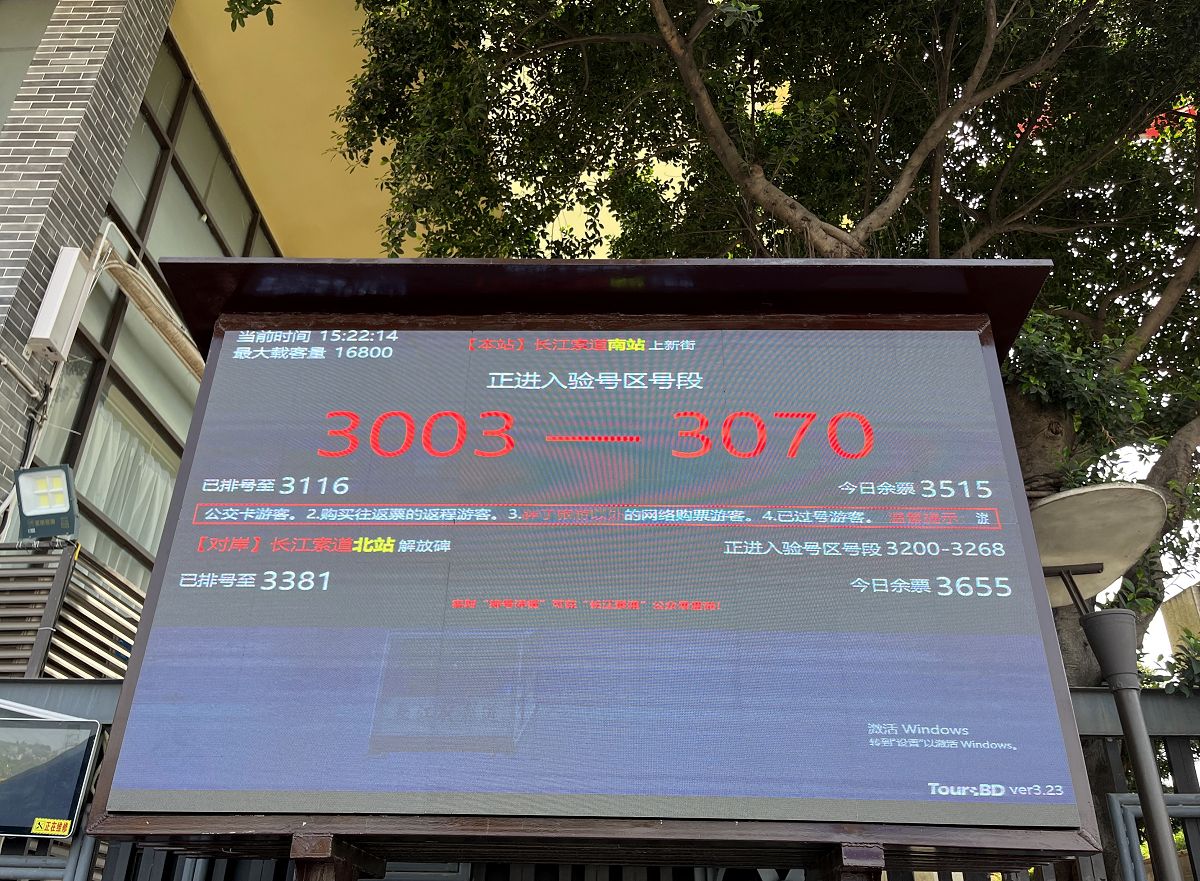 当前时间 15:22:14
最大载客量 16800
【本站】长江索道南站 上新街
正进入验号区号段
3003 — 3070
已排号至 3116
今日余票 3515
公交卡游客。2.购买往返票的返程游客。3.的网络购票游客。4.已过号游客。
【对岸】长江索道北站 解放碑
正进入验号区号段 3200-3268
已排号至 3381
今日余票 3655
激活 Windows
转到"设置"以激活 Windows。
Tour:BD ver3.23
正在维修